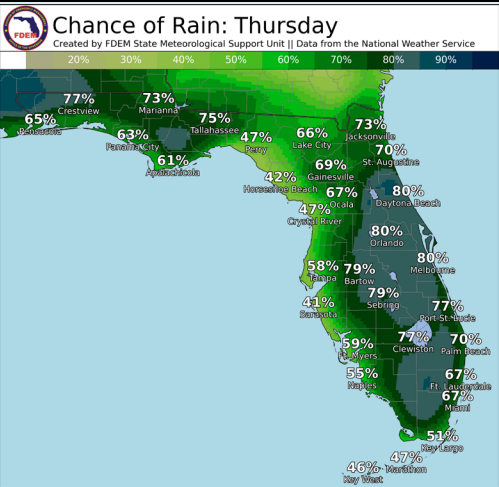 FDEM
Chance of Rain: Thursday
Created by FDEM State Meteorological Support Unit || Data from the National Weather Service
20% 30% 40% 50% 60% 70% 80% 90%
77%
Crestview
73%
Marianna
65%
Pensacola
75%
Tallahassee
63%
Panama City
61%
Apalachicola
47%
Perry
66%
Lake City
73%
Jacksonville
70%
St. Augustine
69%
Gainesville
42%
Horseshoe Beach
67%
Ocala
80%
Daytona Beach
47%
Crystal River
80%
Orlando
58%
Tampa
79%
Bartow
80%
Melbourne
79%
Sebring
41%
Sarasota
77%
Port St. Lucie
59%
Ft. Myers
77%
Clewiston
70%
Palm Beach
55%
Naples
67%
Ft. Lauderdale
67%
Miami
51%
Key Largo
47%
Marathon
46%
Key West